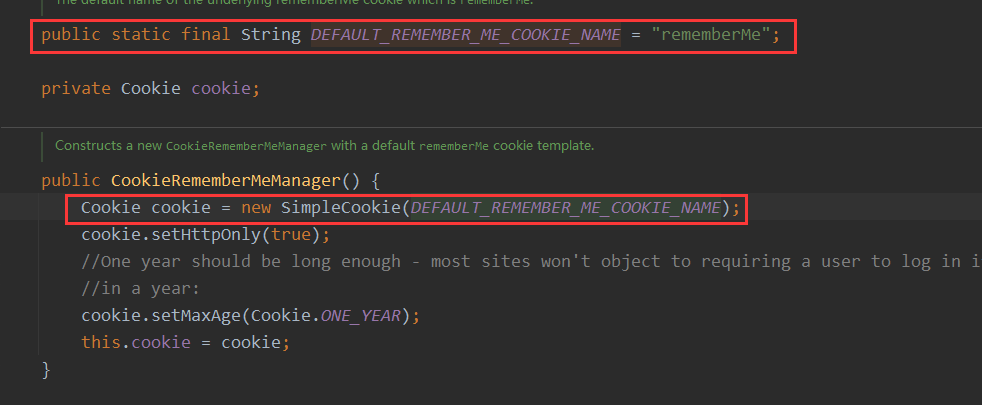 The default name of the underlying rememberMe cookie which is rememberMe.
public static final String DEFAULT_REMEMBER_ME_COOKIE_NAME = "rememberMe";
private Cookie cookie;
Constructs a new CookieRememberMeManager with a default rememberMe cookie template.
public CookieRememberMeManager() {
Cookie cookie = new SimpleCookie(DEFAULT_REMEMBER_ME_COOKIE_NAME);
cookie.setHttpOnly(true);
//One year should be long enough - most sites won't object to requiring a user to log in i
//in a year:
cookie.setMaxAge(Cookie.ONE_YEAR);
this.cookie = cookie;
}